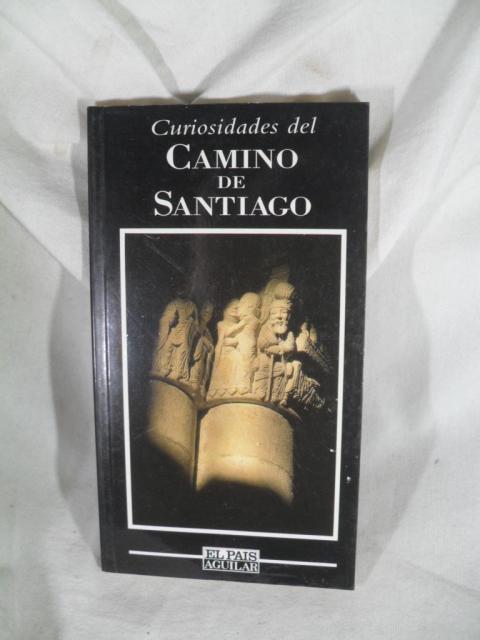 Curiosidades del
CAMINO
DE
SANTIAGO
EL PAIS
AGUILAR